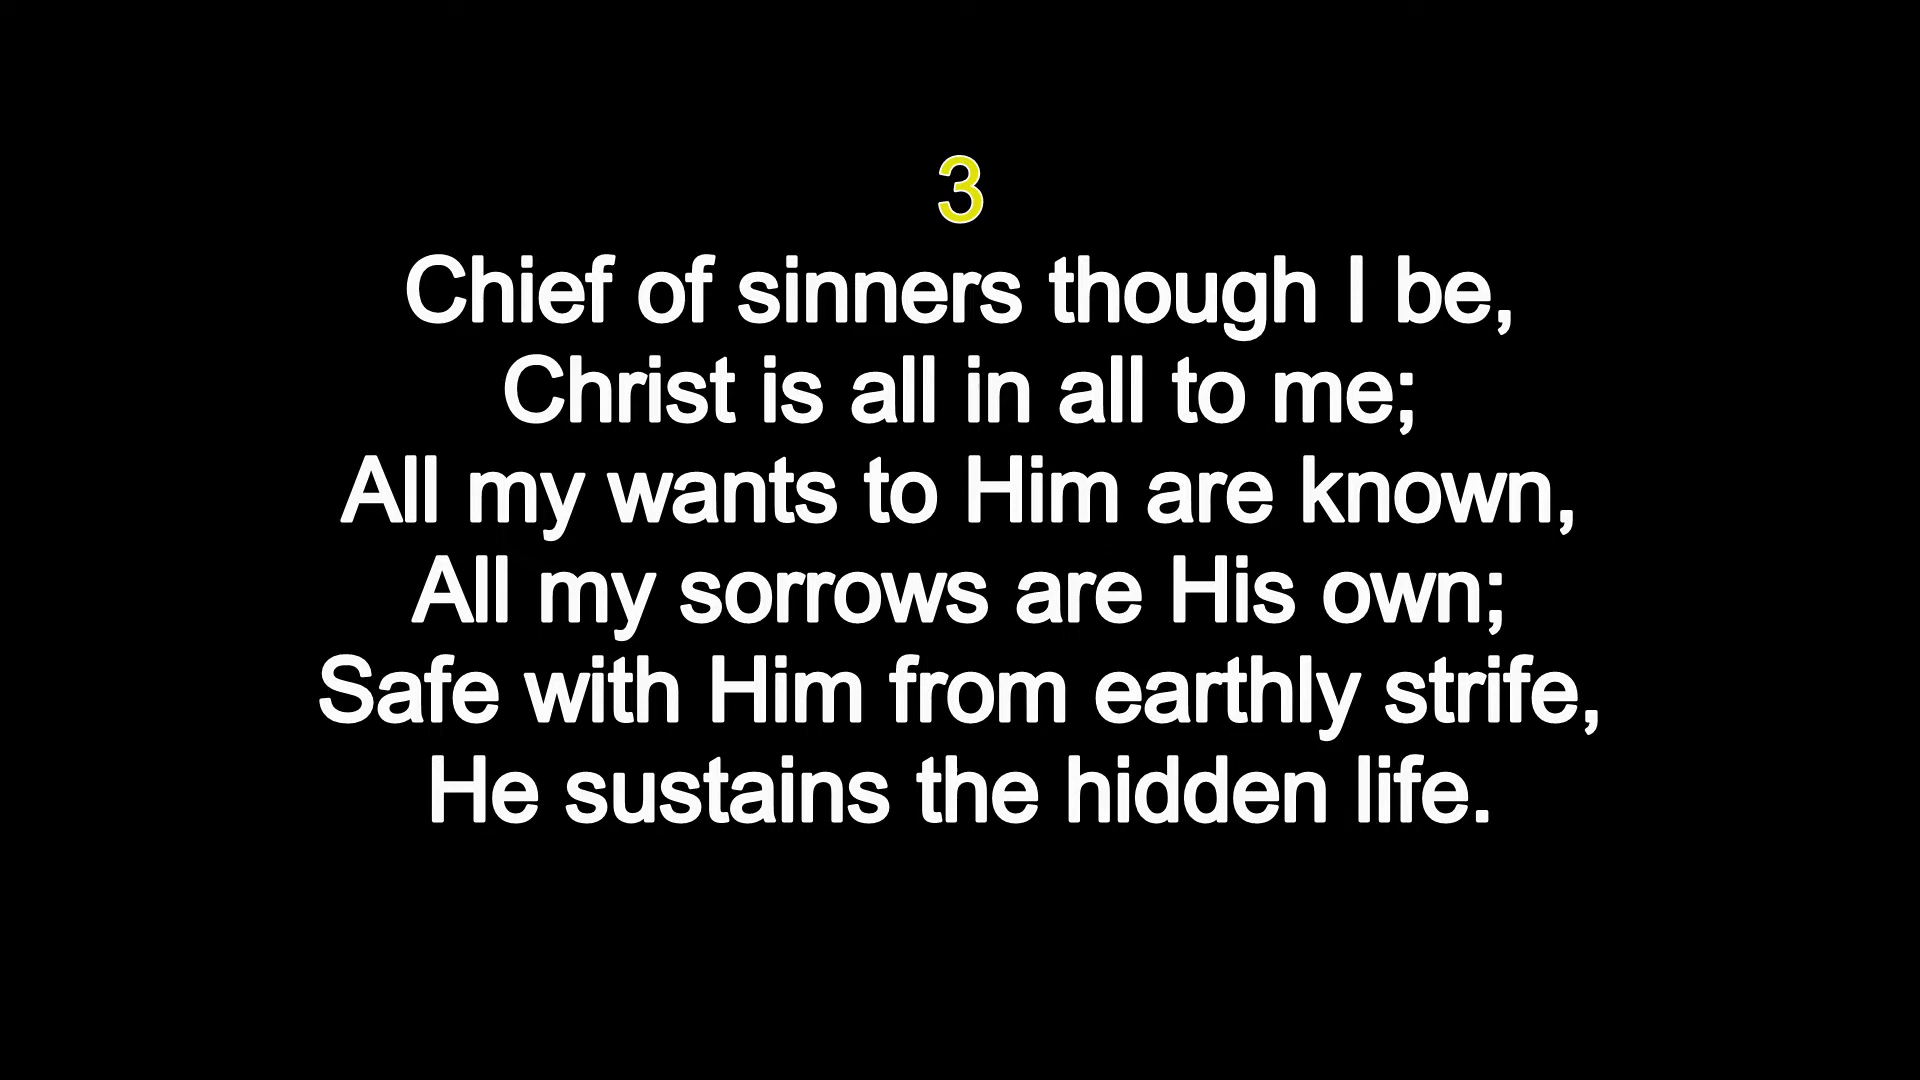 3
Chief of sinners though I be,
Christ is all in all to me;
All my wants to Him are known,
All my sorrows are His own;
Safe with Him from earthly strife,
He sustains the hidden life.